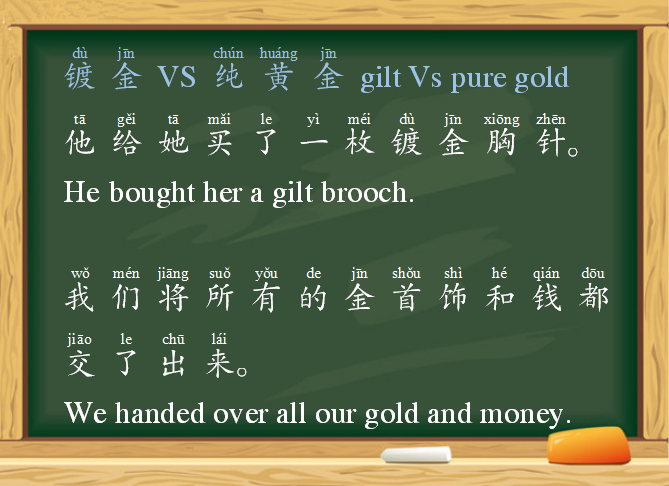 dù jīn chún huáng jīn
镀金 VS 纯黄金 gilt Vs pure gold
tā gěi tā mǎi le yì méi dù jīn xiōng zhēn
他给她买了一枚镀金胸针。
He bought her a gilt brooch.
wǒ mén jiāng suǒ yǒu de jīn shǒu shì hé qián dōu
我们将所有的金首饰和钱都
jiāo le chū lái
交了出来。
We handed over all our gold and money.